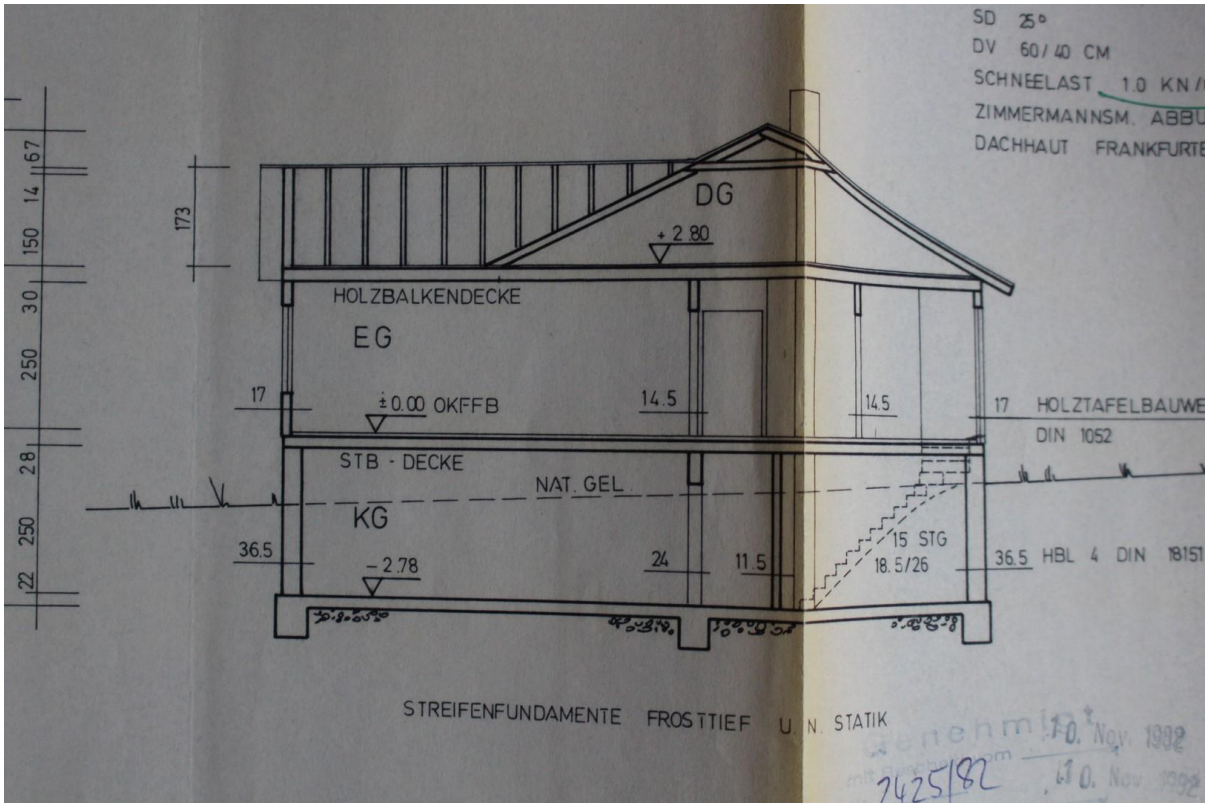 SD 25°
DV 60/40 CM
SCHNEELAST 1.0 KN/
ZIMMERMANNSM. ABBU
DACHHAUT FRANKFURTE
67
14
150
30
250
28
250
22
173
DG
+ 2.80
HOLZBALKENDECKE
EG
17
± 0.00 OKFFB
14.5
14.5
17 HOLZTAFELBAUWE
DIN 1052
STB - DECKE
NAT. GEL.
KG
36.5
- 2.78
24
11.5
15 STG
18.5/26
36.5 HBL 4 DIN 18151
STREIFENFUNDAMENTE FROSTTIEF U. N. STATIK
Genehmigt
10. Nov. 1982
10. Nov. 1982
2425/82